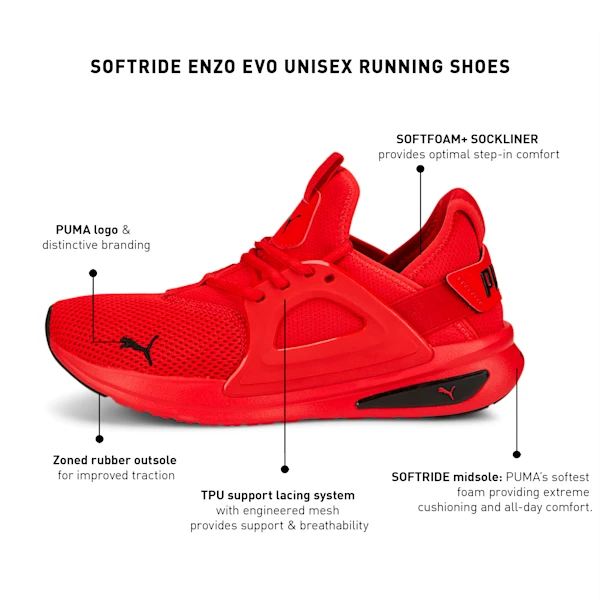 SOFTRIDE ENZO EVO UNISEX RUNNING SHOES
SOFTFOAM+ SOCKLINER
provides optimal step-in comfort
PUMA logo &
distinctive branding
Zoned rubber outsole
for improved traction
TPU support lacing system
with engineered mesh
provides support & breathability
SOFTRIDE midsole: PUMA's softest
foam providing extreme
cushioning and all-day comfort.